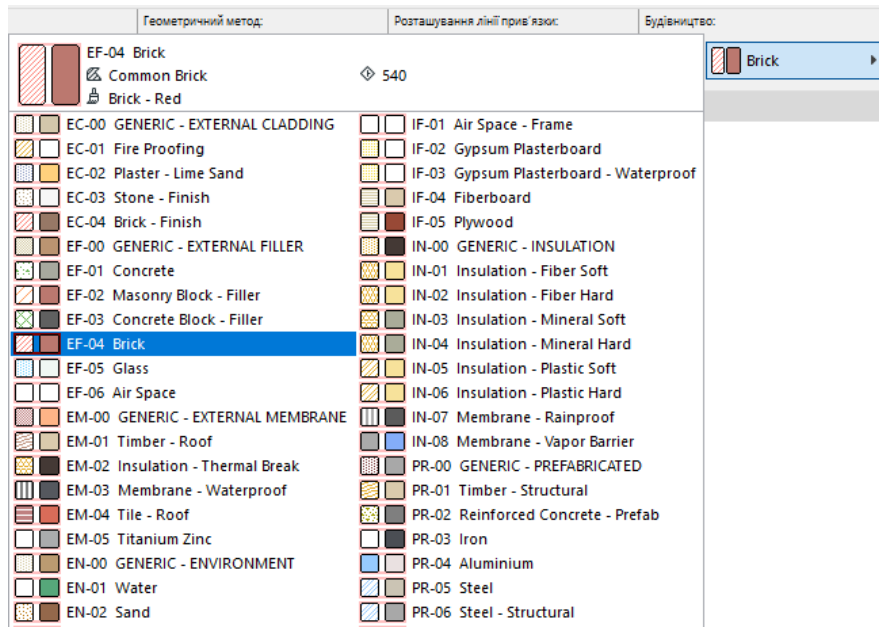 Геометричний метод:
Розташування лінії прив´язки:
Будівництво:
EF-04 Brick
Common Brick
540
Brick - Red
Brick
EC-00 GENERIC - EXTERNAL CLADDING
EC-01 Fire Proofing
EC-02 Plaster - Lime Sand
EC-03 Stone - Finish
EC-04 Brick - Finish
EF-00 GENERIC - EXTERNAL FILLER
EF-01 Concrete
EF-02 Masonry Block - Filler
EF-03 Concrete Block - Filler
EF-04 Brick
EF-05 Glass
EF-06 Air Space
EM-00 GENERIC - EXTERNAL MEMBRANE
EM-01 Timber - Roof
EM-02 Insulation - Thermal Break
EM-03 Membrane - Waterproof
EM-04 Tile - Roof
EM-05 Titanium Zinc
EN-00 GENERIC - ENVIRONMENT
EN-01 Water
EN-02 Sand
IF-01 Air Space - Frame
IF-02 Gypsum Plasterboard
IF-03 Gypsum Plasterboard - Waterproof
IF-04 Fiberboard
IF-05 Plywood
IN-00 GENERIC - INSULATION
IN-01 Insulation - Fiber Soft
IN-02 Insulation - Fiber Hard
IN-03 Insulation - Mineral Soft
IN-04 Insulation - Mineral Hard
IN-05 Insulation - Plastic Soft
IN-06 Insulation - Plastic Hard
IN-07 Membrane - Rainproof
IN-08 Membrane - Vapor Barrier
PR-00 GENERIC - PREFABRICATED
PR-01 Timber - Structural
PR-02 Reinforced Concrete - Prefab
PR-03 Iron
PR-04 Aluminium
PR-05 Steel
PR-06 Steel - Structural